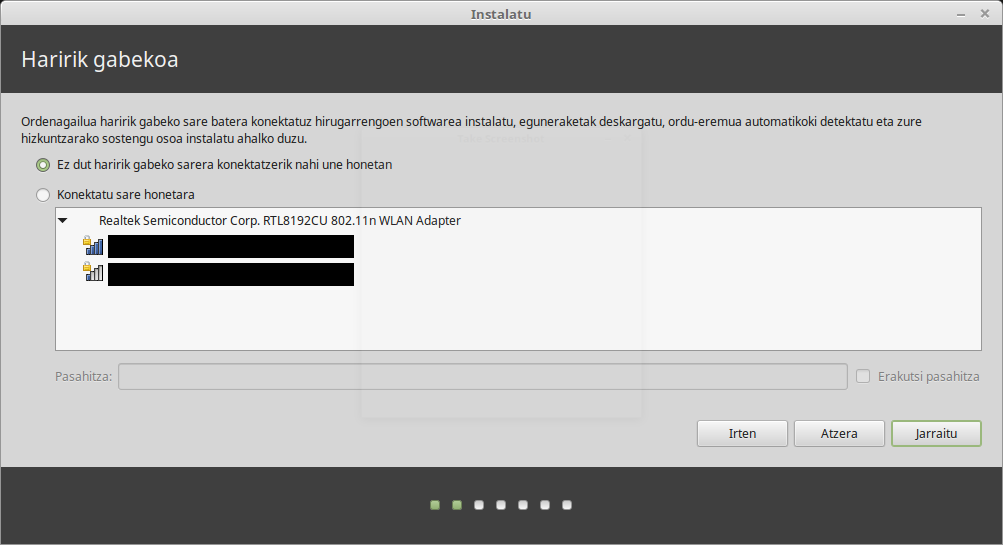 Instalatu
Haririk gabekoa
Ordenagailua haririk gabeko sare batera konektatuz hirugarrengoen softwarea instalatu, eguneraketak deskargatu, ordu-eremua automatikoki detektatu eta zure
hizkuntzarako sostengu osoa instalatu ahalko duzu.
Ez dut haririk gabeko sarera konektatzerik nahi une honetan
Konektatu sare honetara
Realtek Semiconductor Corp. RTL8192CU 802.11n WLAN Adapter
Pasahitza:
Erakutsi pasahitza
Irten
Atzera
Jarraitu